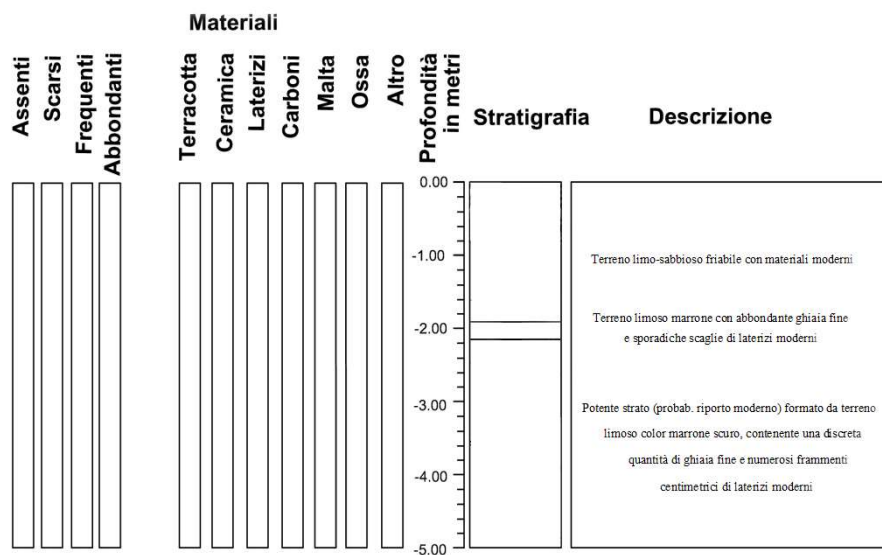 Materiali
Assenti
Scarsi
Frequenti
Abbondanti
Terracotta
Ceramica
Laterizi
Carboni
Malta
Ossa
Altro
Profondità
in metri
Stratigrafia
Descrizione
0.00
-1.00
-2.00
-3.00
-4.00
-5.00
Terreno limo-sabbioso friabile con materiali moderni
Terreno limoso marrone con abbondante ghiaia fine
e sporadiche scaglie di laterizi moderni
Potente strato (probab. riporto moderno) formato da terreno
limoso color marrone scuro, contenente una discreta
quantità di ghiaia fine e numerosi frammenti
centimetrici di laterizi moderni